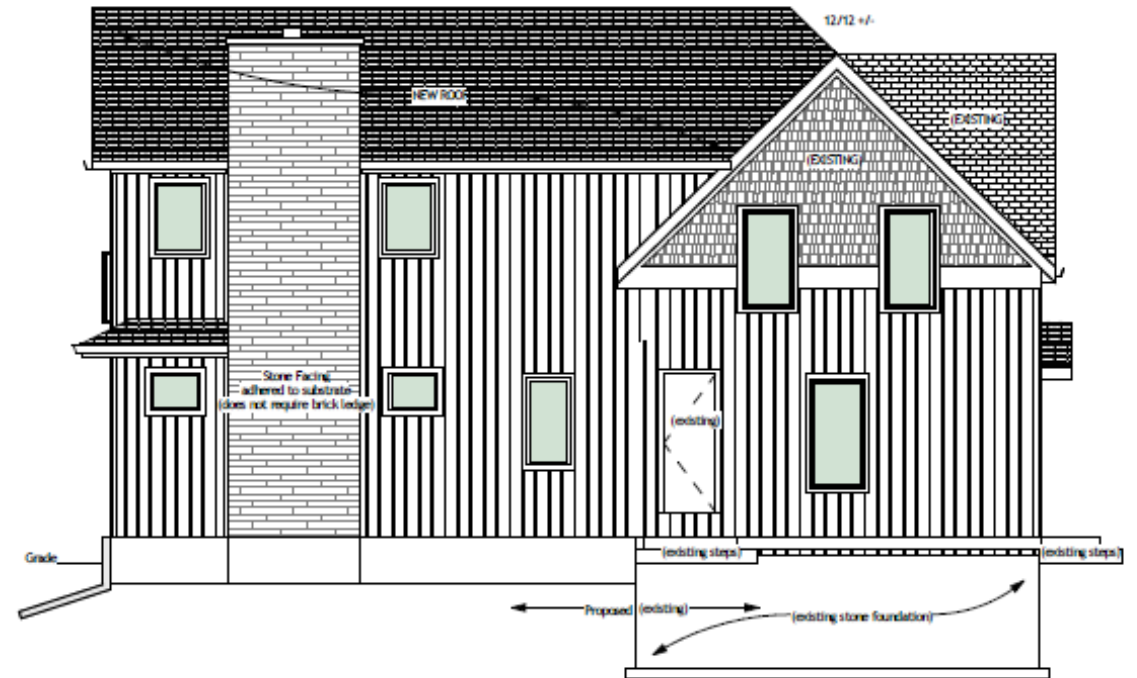 12/12 +/-
NEW ROOF
(EXISTING)
(EXISTING)
Stone Facing
adhered to substrate
(does not require brick ledge)
(existing)
Grade
(existing steps)
(existing steps)
Proposed
(existing)
(existing stone foundation)